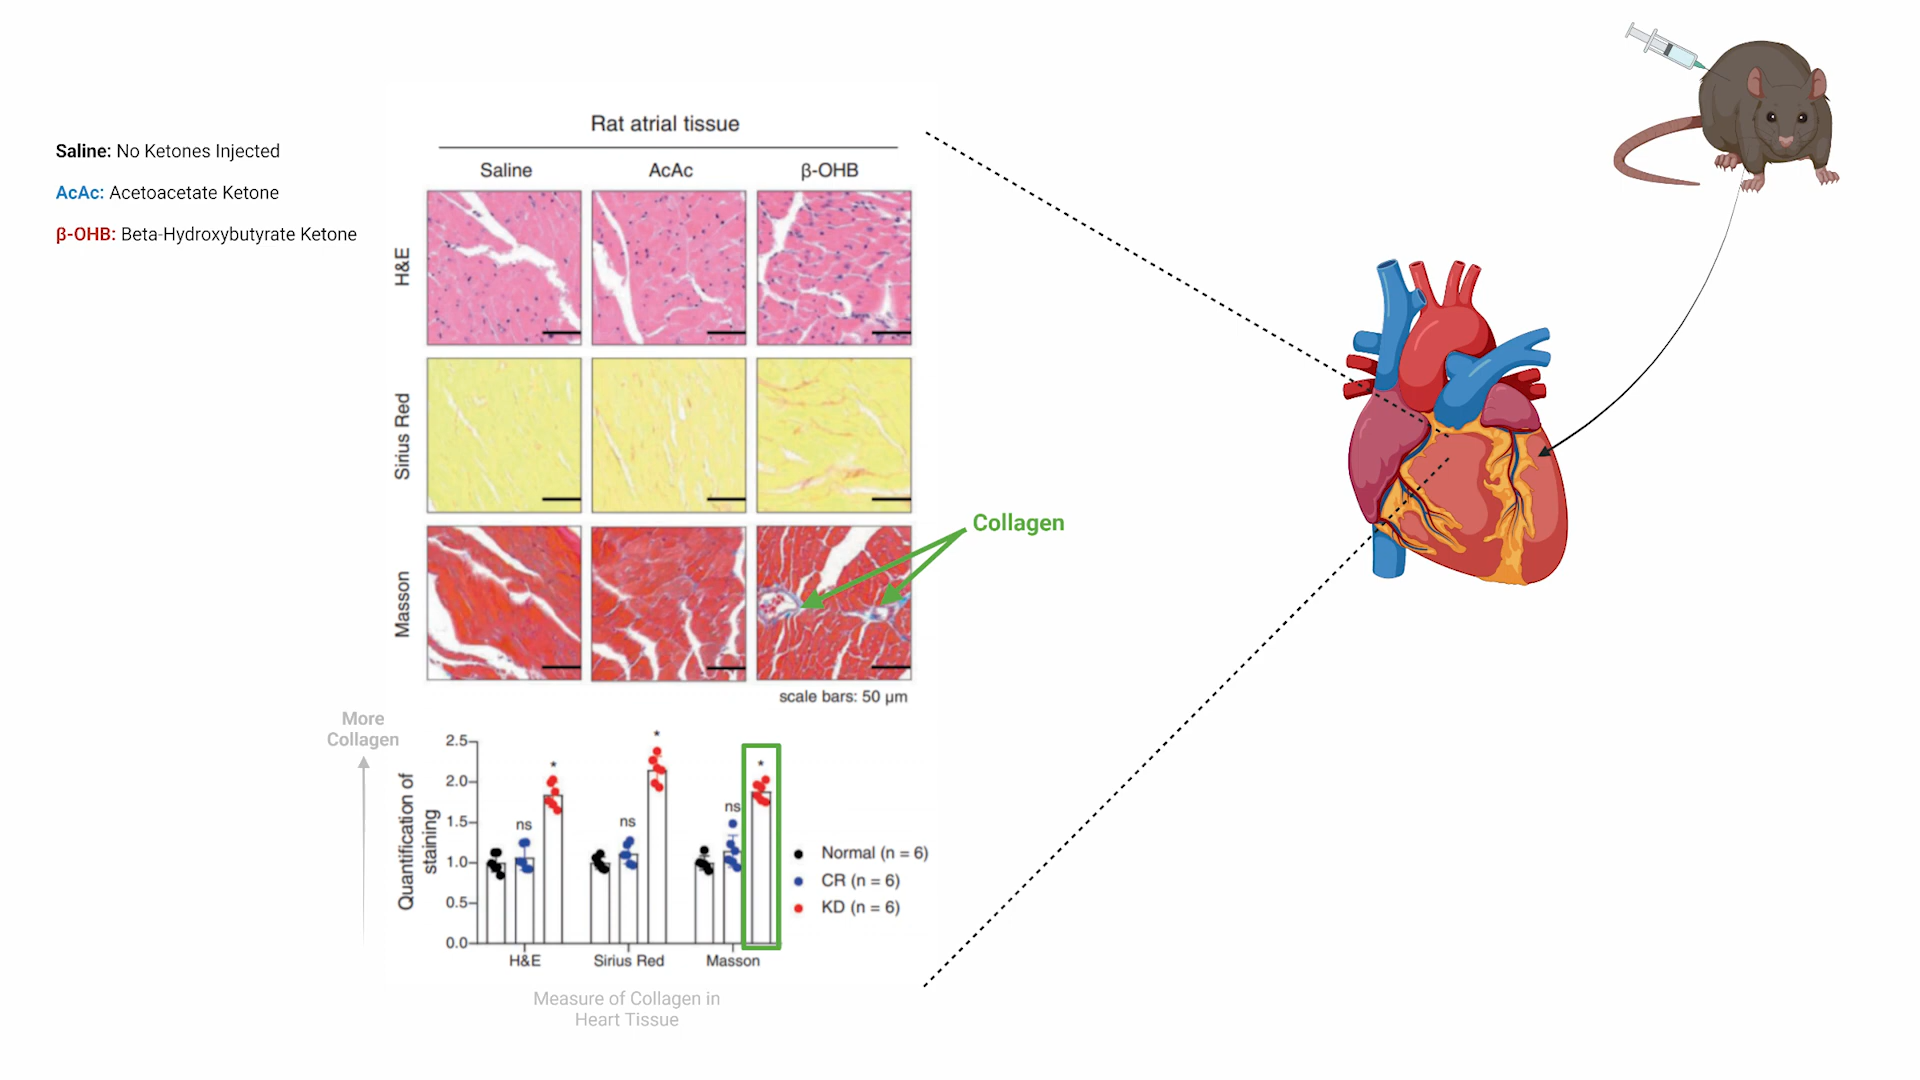 Rat atrial tissue
Saline: No Ketones Injected
AcAc: Acetoacetate Ketone
β-OHB: Beta-Hydroxybutyrate Ketone
Saline AcAc β-OHB
H&E
Sirius Red
Masson
Collagen
scale bars: 50 μm
More
Collagen
Quantification of
staining
2.5
2.0
1.5
1.0
0.5
0.0
ns * ns * ns *
H&E Sirius Red Masson
Normal (n = 6)
CR (n = 6)
KD (n = 6)
Measure of Collagen in
Heart Tissue